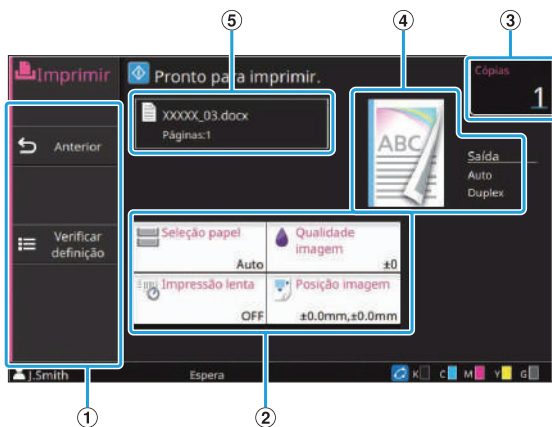 ⑤
④
③
Imprimir
Pronto para imprimir.
Cópias
1
XXXXX_03.docx
Páginas:1
ABC
Anterior
Saída
Auto
Duplex
Verificar
definição
Seleção papel
Auto
Qualidade
imagem
±0
Impressão lenta
OFF
Posição imagem
±0.0mm,±0.0mm
J.Smith
Espera
K C M Y G
①
②